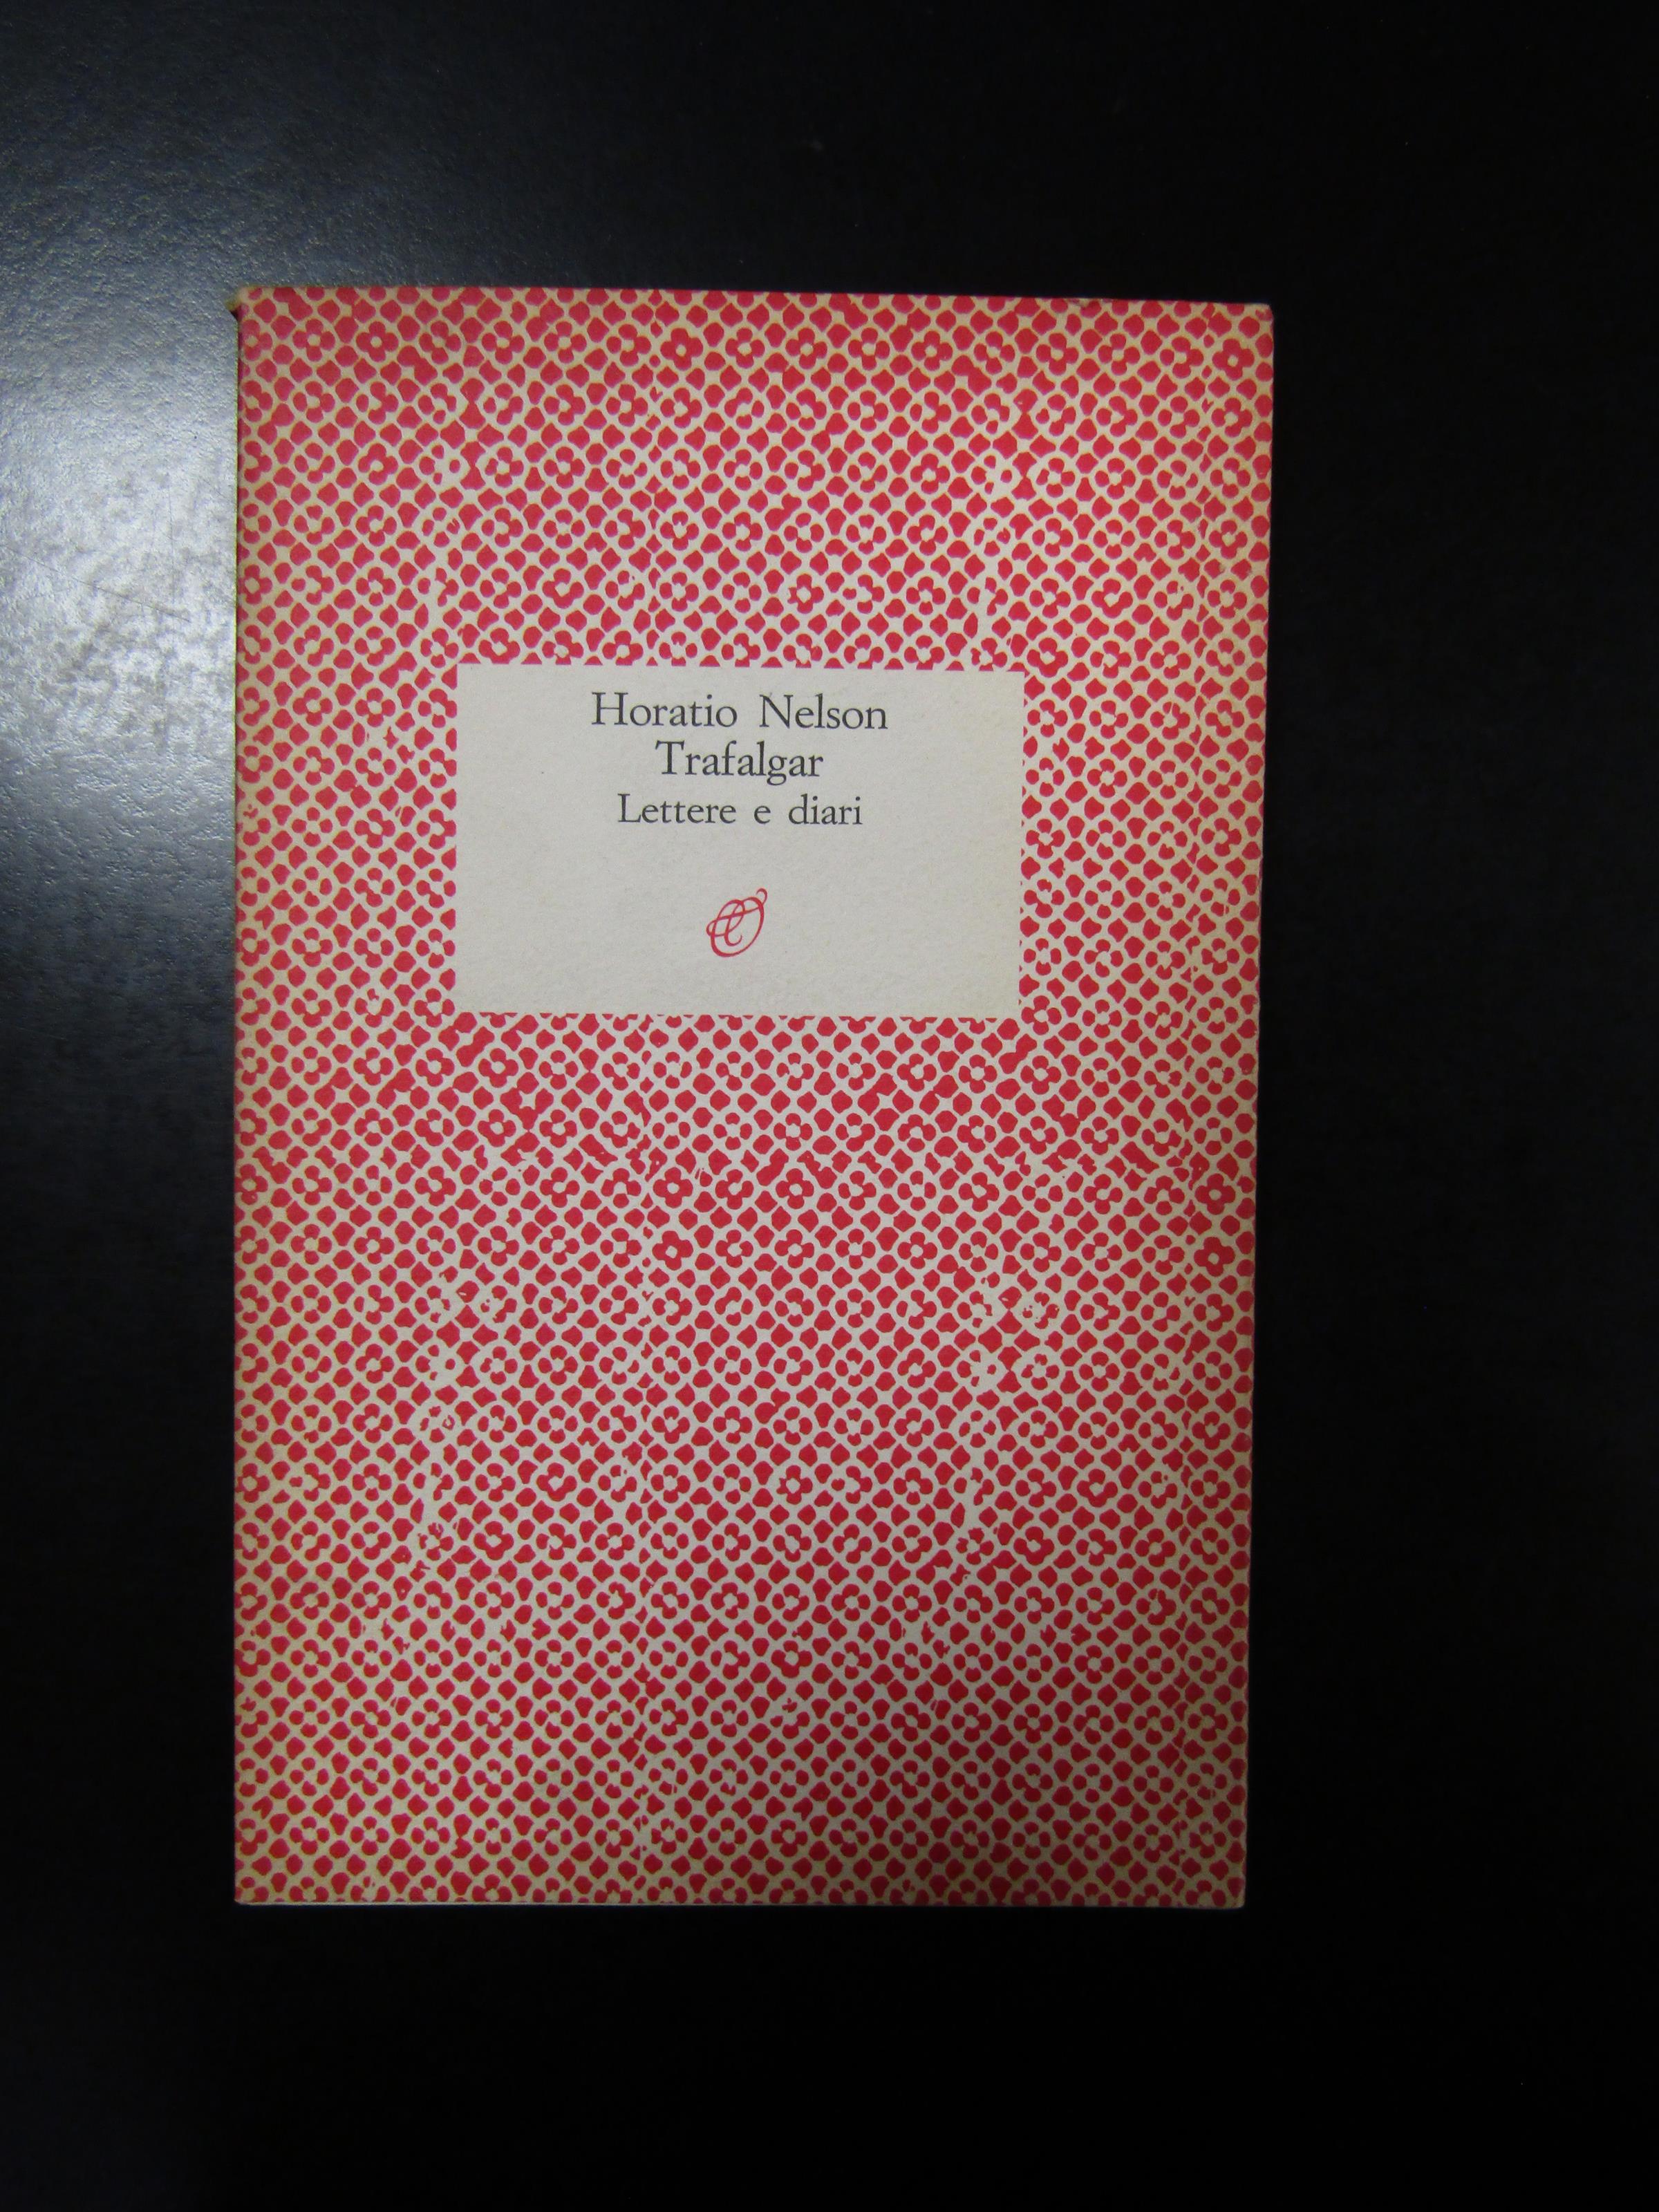 Horatio Nelson
Trafalgar
Lettere e diari